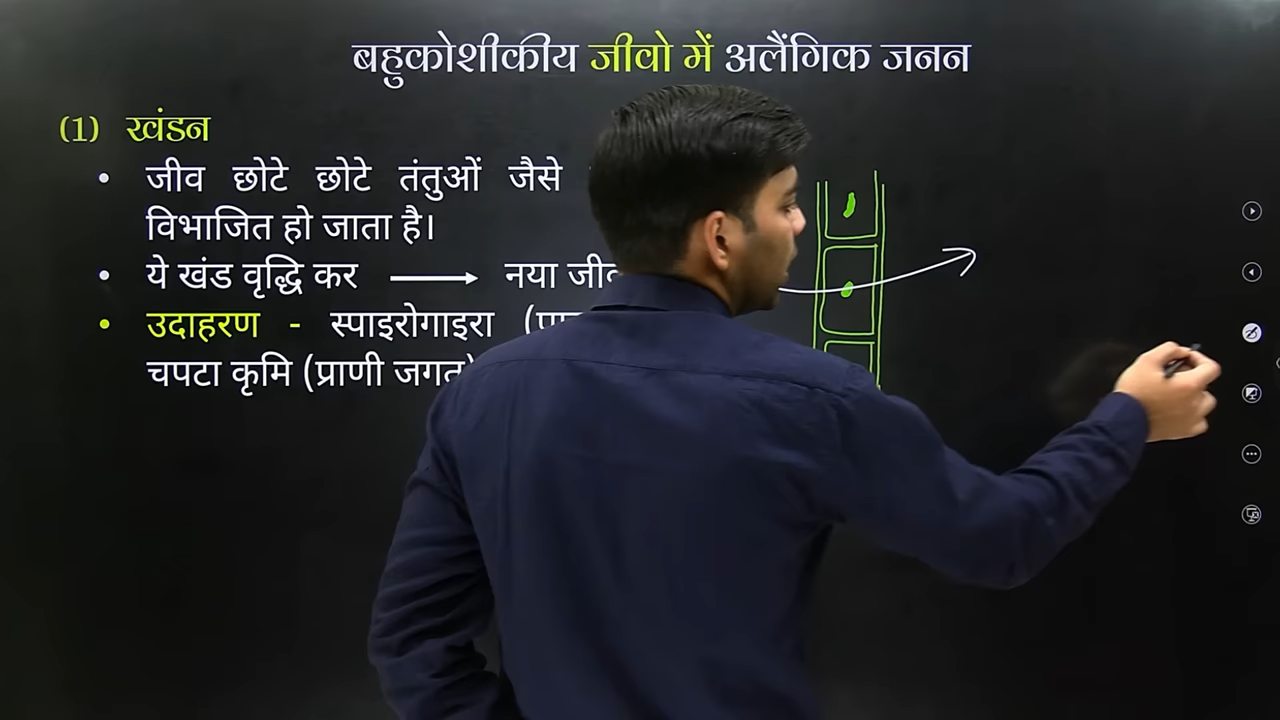 बहुकोशीकीय जीवो में अलैंगिक जनन
(1) खंडन
• जीव छोटे छोटे तंतुओं जैसे
विभाजित हो जाता है।
• ये खंड वृद्धि कर ⟶ नया
• उदाहरण - स्पाइरोगाइरा
चपटा कृमि (प्राणी जगत)